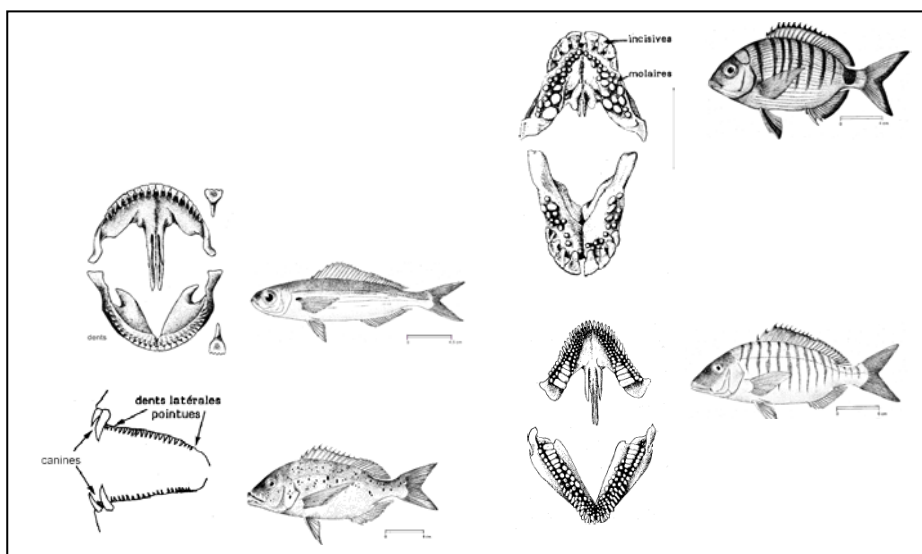 incisives
molaires
dents
dents latérales
pointues
canines